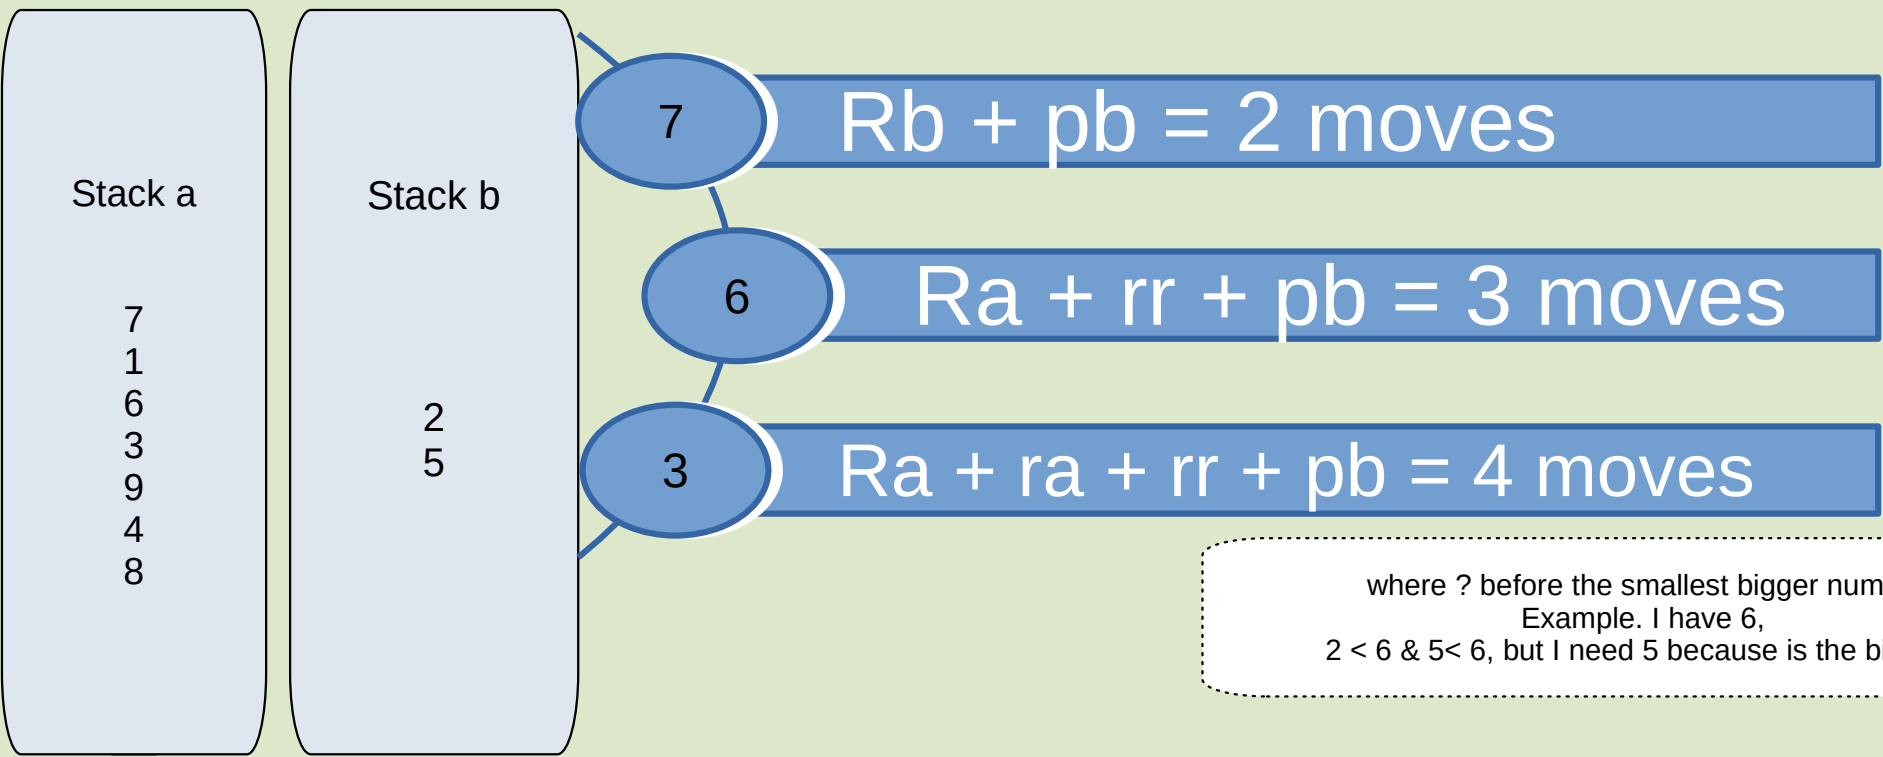 Stack a
7
1
6
3
9
4
8
Stack b
2
5
7
Rb + pb = 2 moves
6
Ra + rr + pb = 3 moves
3
Ra + ra + rr + pb = 4 moves
where ? before the smallest bigger num
Example. I have 6,
2 < 6 & 5< 6, but I need 5 because is the bi